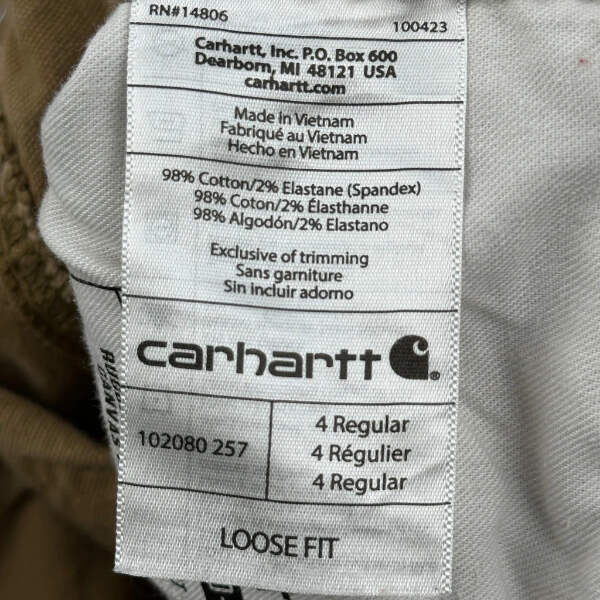 RN#14806
100423
Carhartt, Inc. P.O. Box 600
Dearborn, MI 48121 USA
carhartt.com
Made in Vietnam
Fabriqué au Vietnam
Hecho en Vietnam
98% Cotton/2% Elastane (Spandex)
98% Coton/2% Élasthanne
98% Algodón/2% Elastano
Exclusive of trimming
Sans garniture
Sin incluir adorno
carhartt
102080 257
4 Regular
4 Régulier
4 Regular
LOOSE FIT